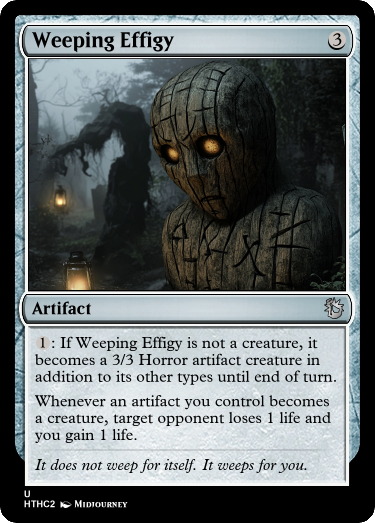 Weeping Effigy 3
Artifact
1 : If Weeping Effigy is not a creature, it
becomes a 3/3 Horror artifact creature in
addition to its other types until end of turn.
Whenever an artifact you control becomes
a creature, target opponent loses 1 life and
you gain 1 life.
It does not weep for itself. It weeps for you.
U
HTHC2 Midjourney